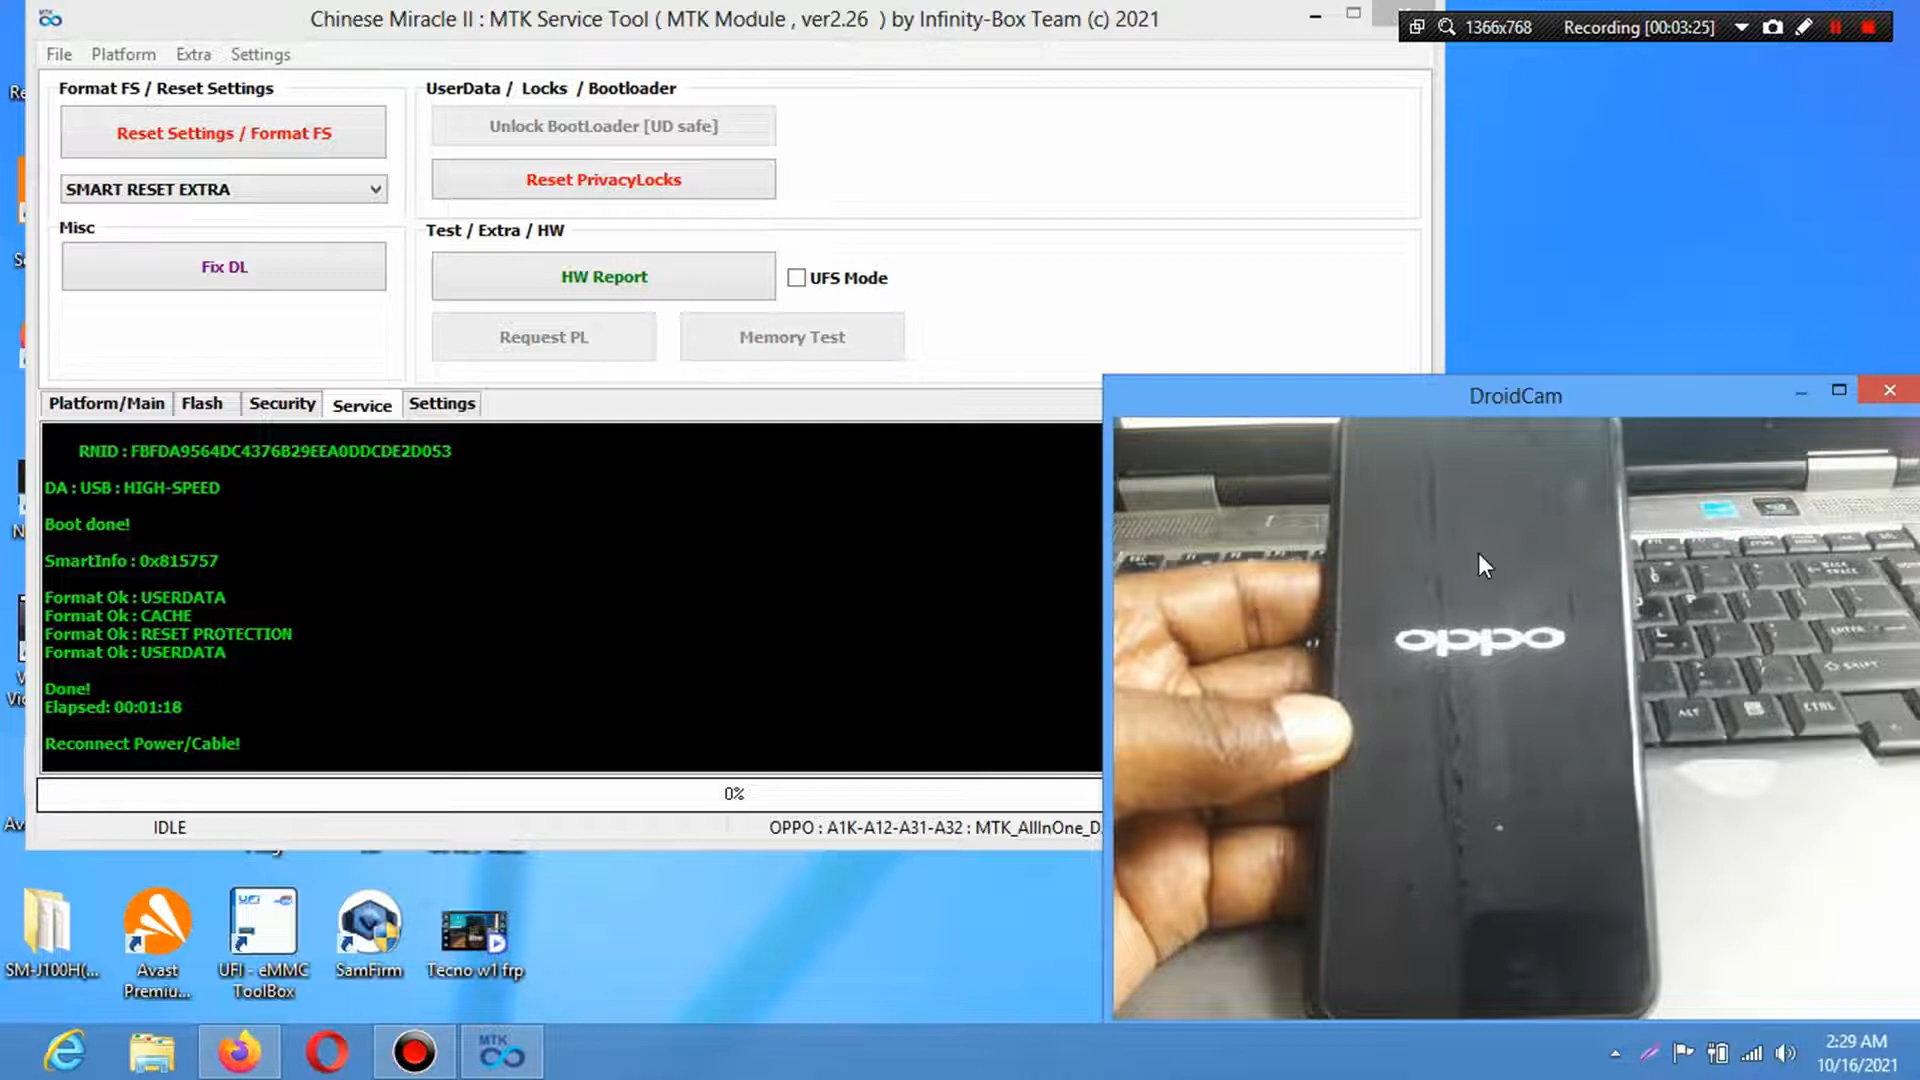 Chinese Miracle II : MTK Service Tool ( MTK Module , ver2.26 ) by Infinity-Box Team (c) 2021
1366x768
Recording [00:03:25]
File Platform Extra Settings
Format FS / Reset Settings
Reset Settings / Format FS
SMART RESET EXTRA
Misc
Fix DL
UserData / Locks / Bootloader
Unlock BootLoader [UD safe]
Reset PrivacyLocks
Test / Extra / HW
HW Report
UFS Mode
Request PL
Memory Test
Platform/Main Flash Security Service Settings
RNID : FBFDA9564DC4376B29EEA0DDCDE2D053
DA : USB : HIGH-SPEED
Boot done!
SmartInfo : 0x815757
Format Ok : USERDATA
Format Ok : CACHE
Format Ok : RESET PROTECTION
Format Ok : USERDATA
Done!
Elapsed: 00:01:18
Reconnect Power/Cable!
0%
IDLE
OPPO : A1K-A12-A31-A32 : MTK_AllInOne_D
DroidCam
oppo
ALT
CTRL
SHIFT
SM-J100H(...
Avast
Premiu...
UFI
UFI - eMMC
ToolBox
SamFirm
Tecno w1 frp
MTK
2:29 AM
10/16/2021